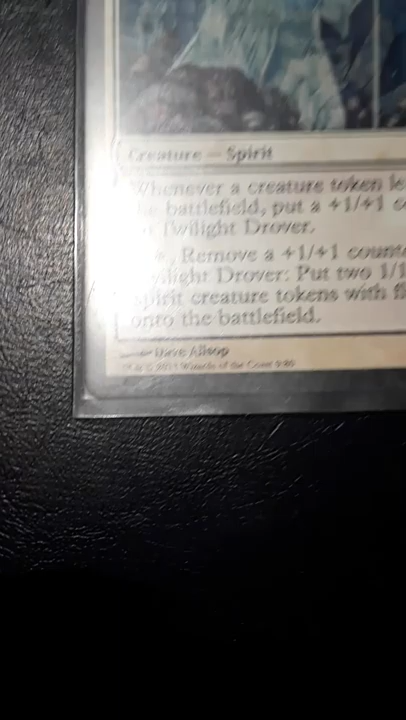 Creature — Spirit
Whenever a creature token le
battlefield, put a +1/+1 c
Twilight Drover.
, Remove a +1/+1 counte
Twilight Drover: Put two 1/1
Spirit creature tokens with fl
onto the battlefield.
Dave Allsop
Wizards of the Coast